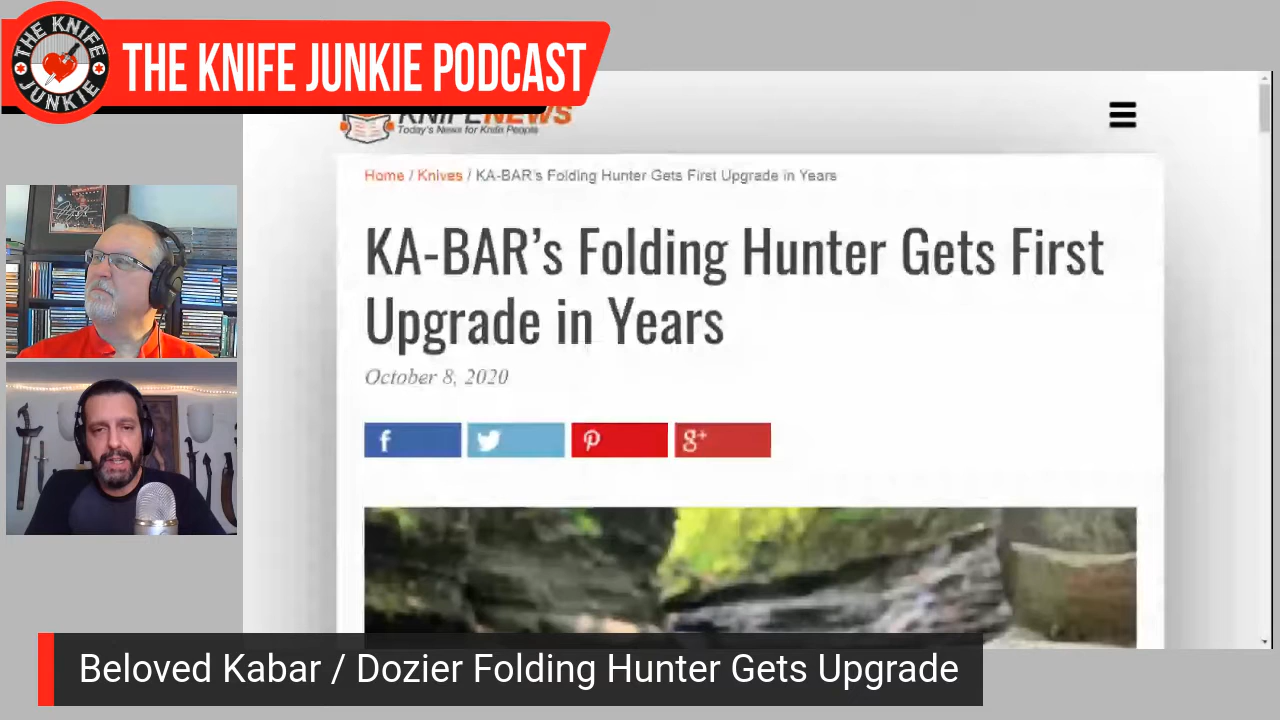 THE KNIFE
JUNKIE
THE KNIFE JUNKIE PODCAST
KNIFENEWS
Today's News for Knife People
Home / Knives / KA-BAR's Folding Hunter Gets First Upgrade in Years
KA-BAR’s Folding Hunter Gets First
Upgrade in Years
October 8, 2020
f
g+
Beloved Kabar / Dozier Folding Hunter Gets Upgrade